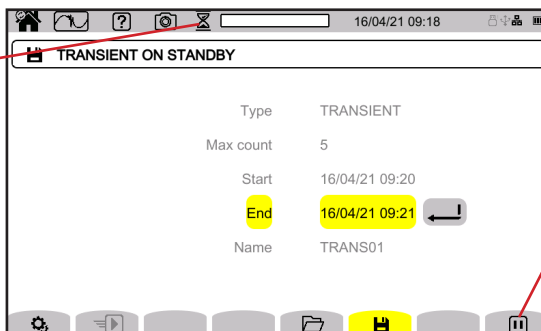 ? 16/04/21 09:18
TRANSIENT ON STANDBY
Type TRANSIENT
Max count 5
Start 16/04/21 09:20
End 16/04/21 09:21
Name TRANS01